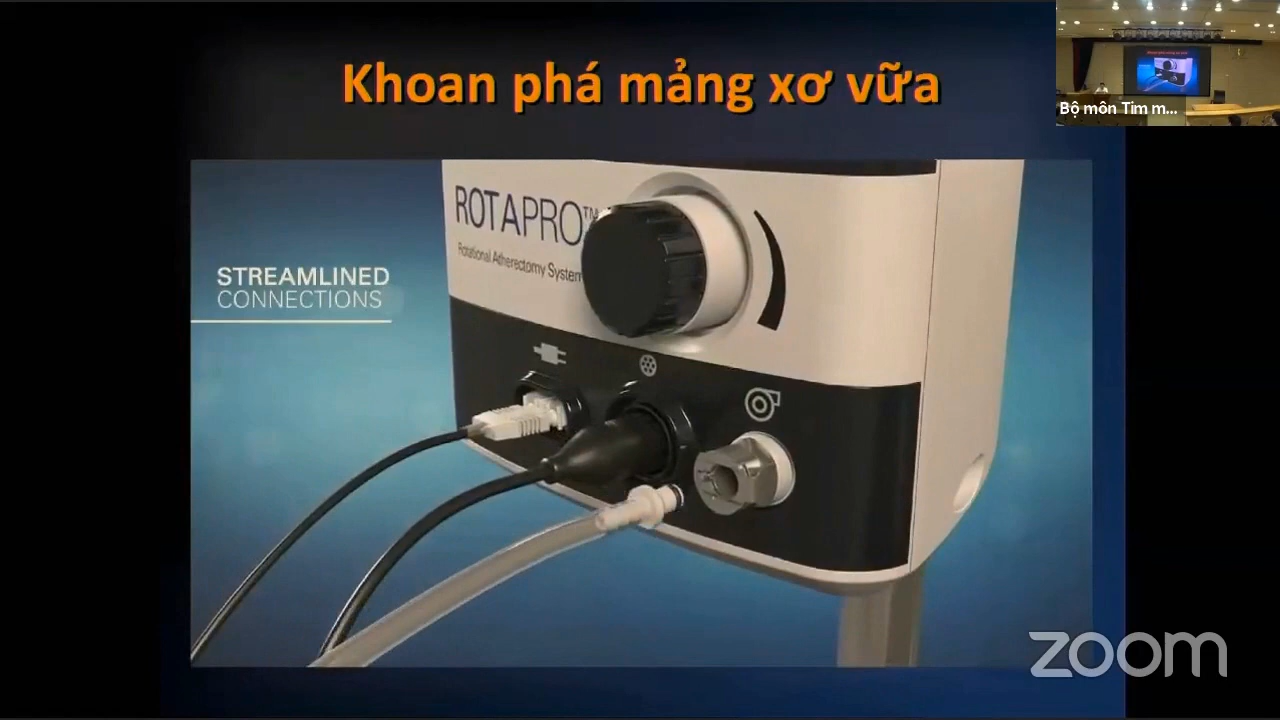 Khoan phá mảng xơ vữa
Bộ môn Tim m...
ROTAPRO™
Rotational Atherectomy System
STREAMLINED
CONNECTIONS
zoom